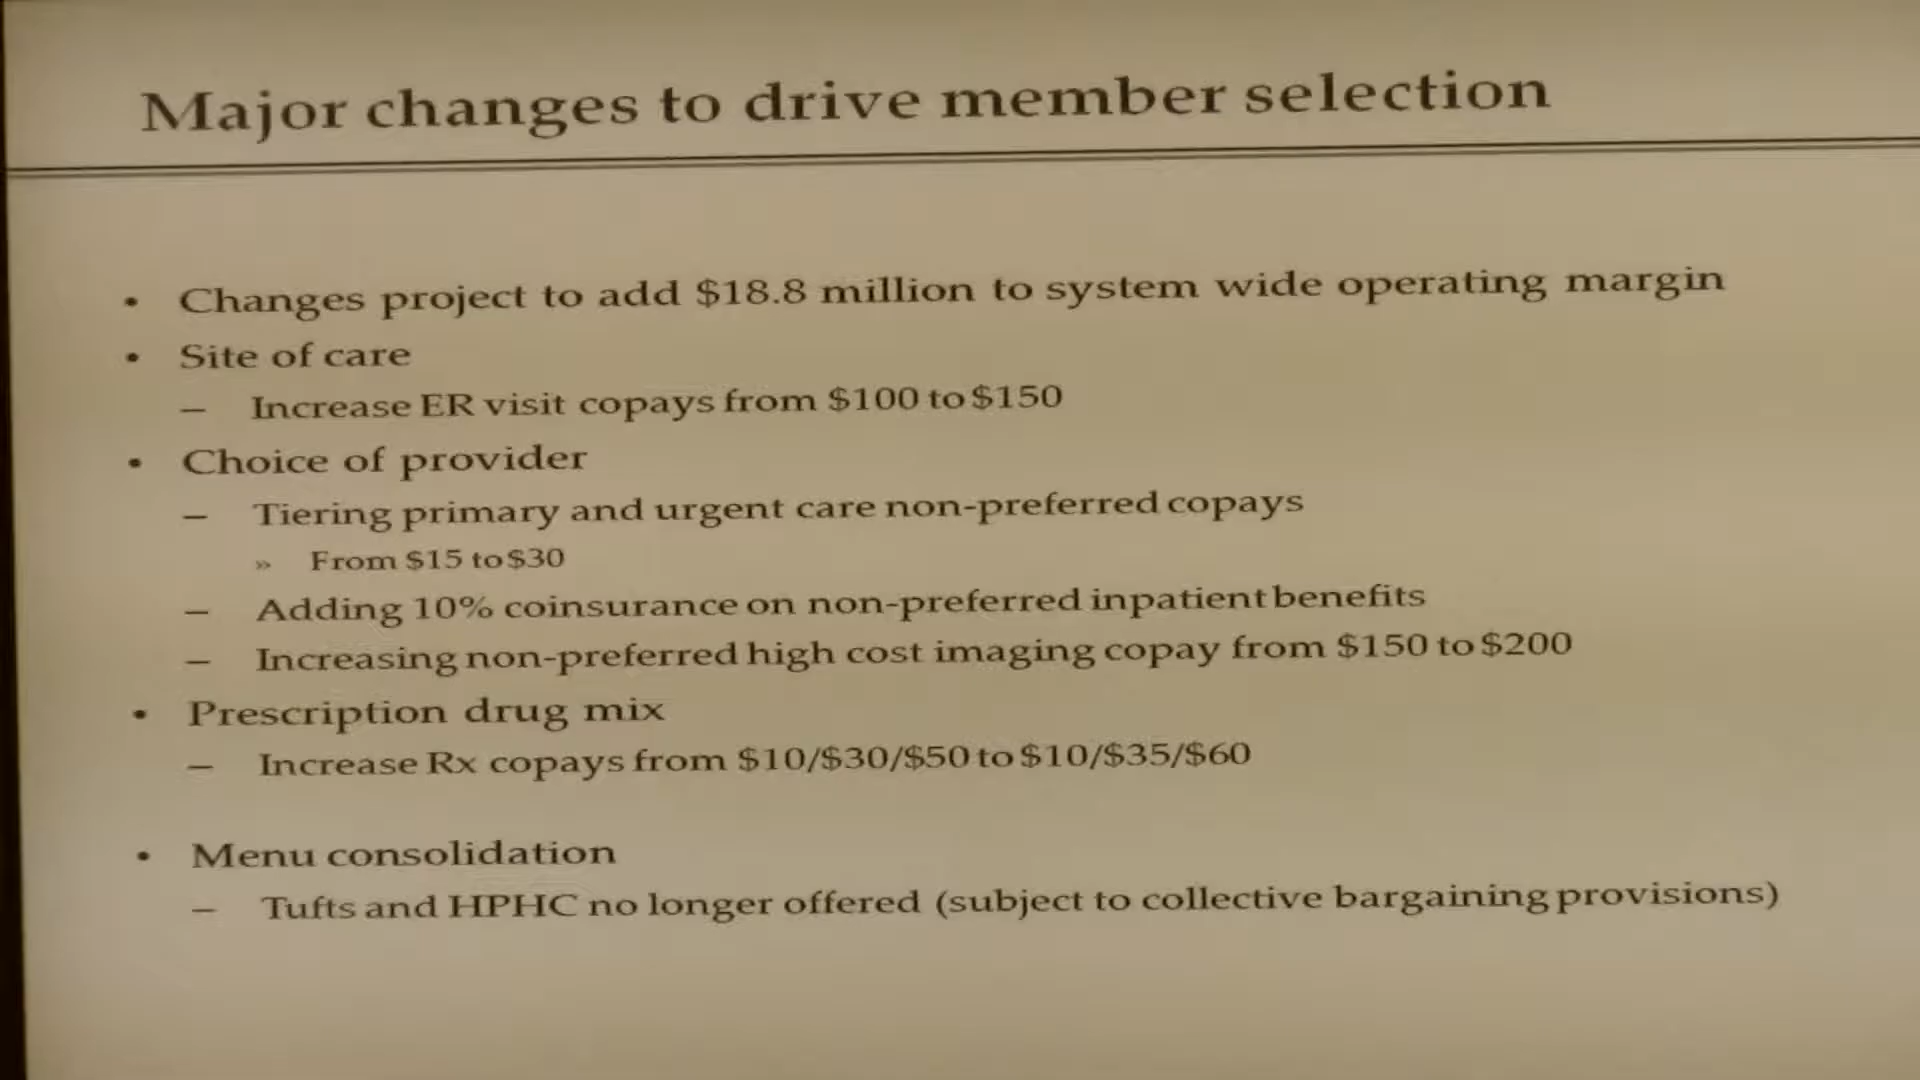 Major changes to drive member selection
• Changes project to add $18.8 million to system wide operating margin
• Site of care
– Increase ER visit copays from $100 to $150
• Choice of provider
– Tiering primary and urgent care non-preferred copays
» From $15 to $30
– Adding 10% coinsurance on non-preferred inpatient benefits
– Increasing non-preferred high cost imaging copay from $150 to $200
• Prescription drug mix
– Increase Rx copays from $10/$30/$50 to $10/$35/$60
• Menu consolidation
– Tufts and HPHC no longer offered (subject to collective bargaining provisions)